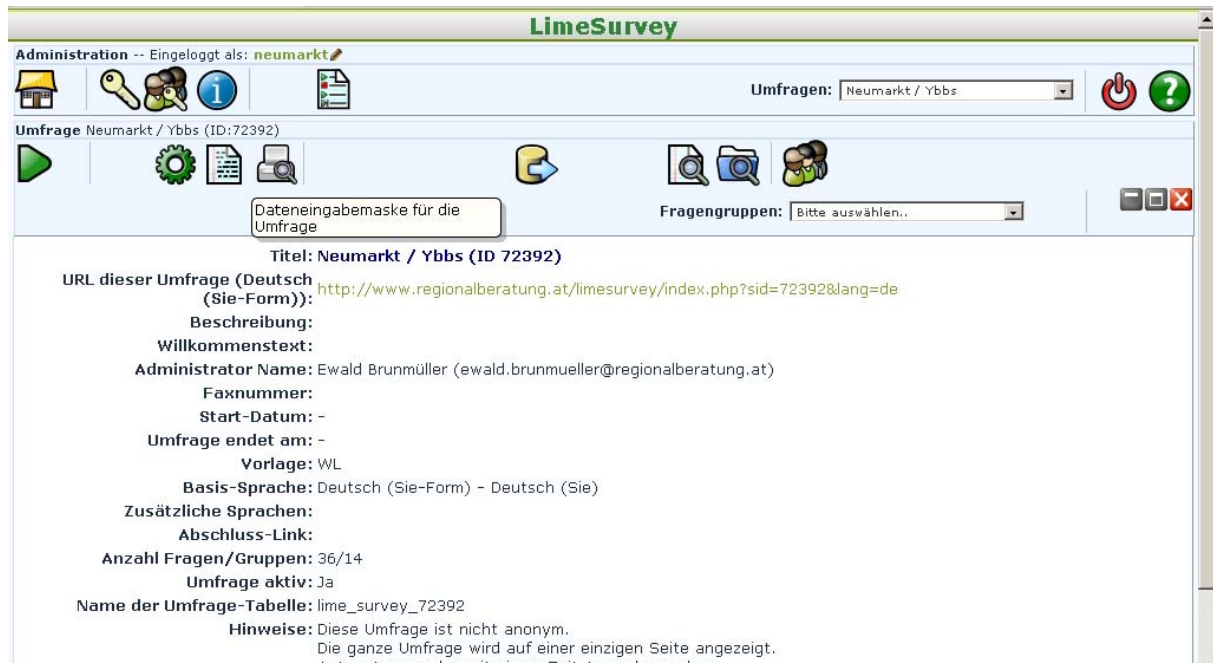 LimeSurvey
Administration -- Eingeloggt als: neumarkt
Umfragen: Neumarkt / Ybbs
Umfrage Neumarkt / Ybbs (ID:72392)
Dateneingabemaske für die
Umfrage
Fragengruppen: Bitte auswählen..
Titel: Neumarkt / Ybbs (ID 72392)
URL dieser Umfrage (Deutsch
(Sie-Form)): http://www.regionalberatung.at/limesurvey/index.php?sid=72392&lang=de
Beschreibung:
Willkommenstext:
Administrator Name: Ewald Brunmüller (ewald.brunmueller@regionalberatung.at)
Faxnummer:
Start-Datum: -
Umfrage endet am: -
Vorlage: WL
Basis-Sprache: Deutsch (Sie-Form) - Deutsch (Sie)
Zusätzliche Sprachen:
Abschluss-Link:
Anzahl Fragen/Gruppen: 36/14
Umfrage aktiv: Ja
Name der Umfrage-Tabelle: lime_survey_72392
Hinweise: Diese Umfrage ist nicht anonym.
Die ganze Umfrage wird auf einer einzigen Seite angezeigt.